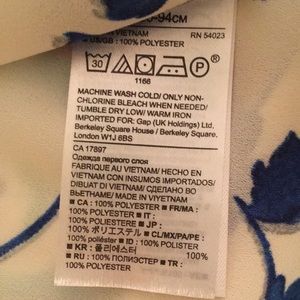 -94CM
VIETNAM RN 54023
US/GB : 100% POLYESTER
30 P
1166
MACHINE WASH COLD/ ONLY NON-
CHLORINE BLEACH WHEN NEEDED/
TUMBLE DRY LOW/ WARM IRON
IMPORTED FOR: Gap (UK Holdings) Ltd.
Berkeley Square House / Berkeley Square.
London W1J 6BS
CA 17897
Одежда первого слоя
FABRIQUE AU VIETNAM/ HECHO EN
VIETNAM CON INSUMOS IMPORTADOS/
DIBUAT DI VIETNAM/ СДЕЛАНО ВО
ВЬЕТНАМЕ/ MADE IN VIYETNAM
■ CA : 100% POLYESTER ■ FR/MA :
100% POLYESTER ■ IT :
100% POLIESTERE ■ JP :
100% ポリエステル ■ CL/MX/PA/PE :
100% poliéster ■ ID : 100% POLIESTER
■ KR : 폴리에스터
■ RU : 100% ПОЛИЭСТЕР ■ TR :
100% POLYESTER